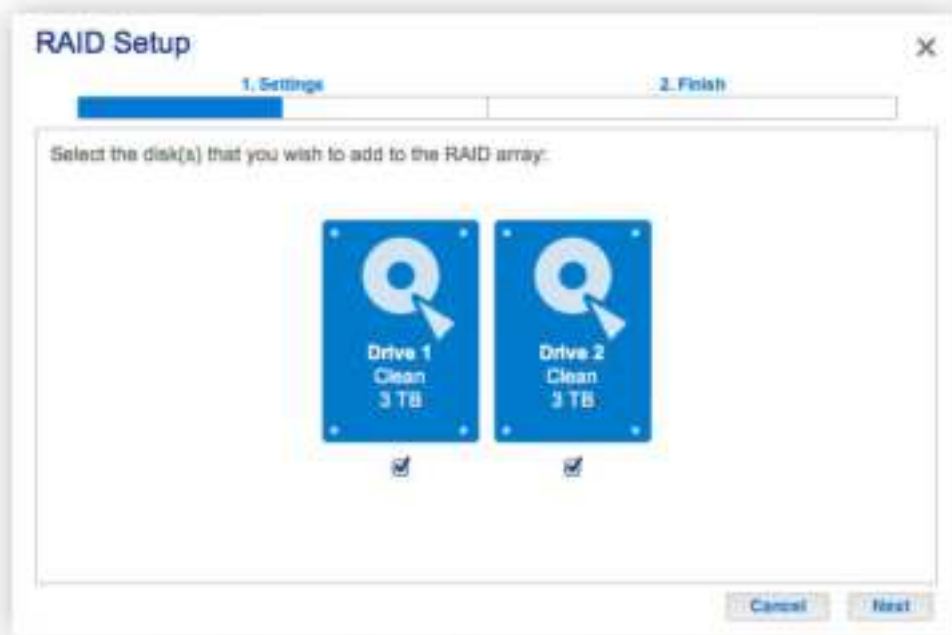 RAID Setup
1. Settings
2. Finish
Select the disk(s) that you wish to add to the RAID array:
Drive 1
Clean
3 TB
Drive 2
Clean
3 TB
Cancel
Next